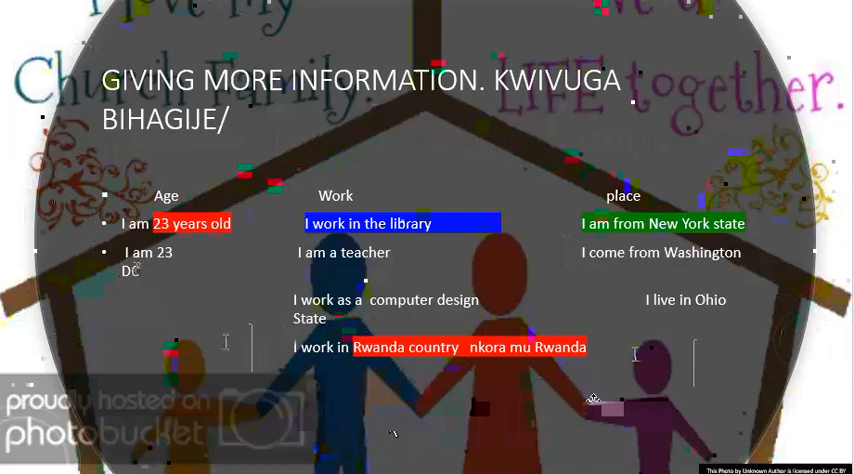 love my
Church Family.
LIFE together.
GIVING MORE INFORMATION. KWIVUGA
BIHAGIJE/
Age Work place
I am 23 years old I work in the library I am from New York state
I am 23 I am a teacher I come from Washington
DC
I work as a computer design I live in Ohio
State
I work in Rwanda country nkora mu Rwanda
proudly hosted on
photobucket
This Photo by Unknown Author is licensed under CC BY